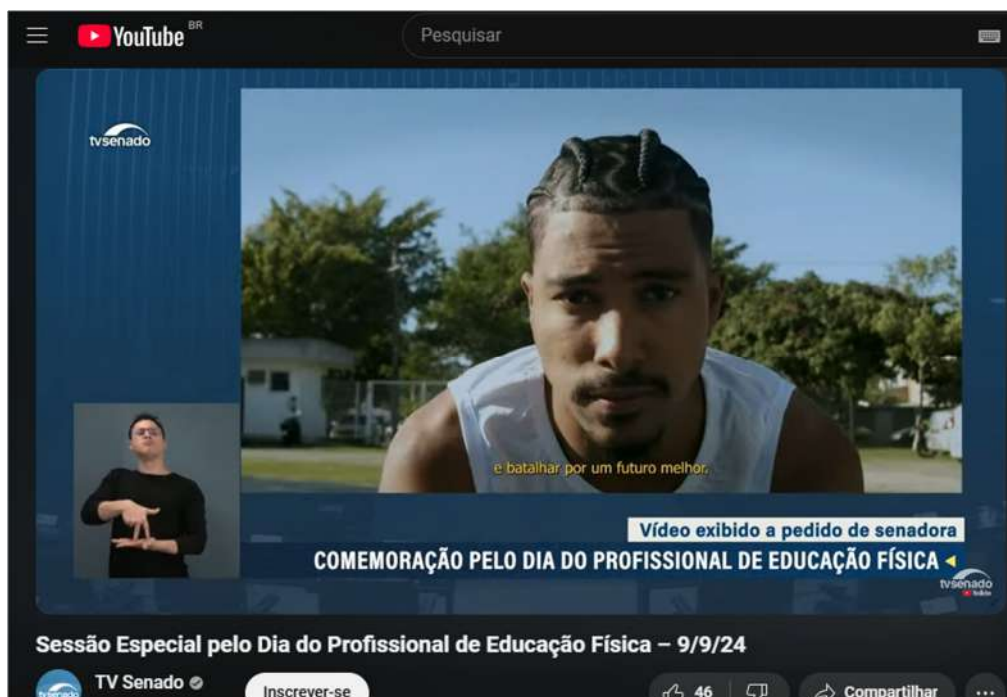 YouTube BR
Pesquisar
tvsenado
e batalhar por um futuro melhor.
Vídeo exibido a pedido de senadora
COMEMORAÇÃO PELO DIA DO PROFISSIONAL DE EDUCAÇÃO FÍSICA
tvsenado
Sessão Especial pelo Dia do Profissional de Educação Física – 9/9/24
tvsenado
TV Senado
Inscrever-se
46
Compartilhar